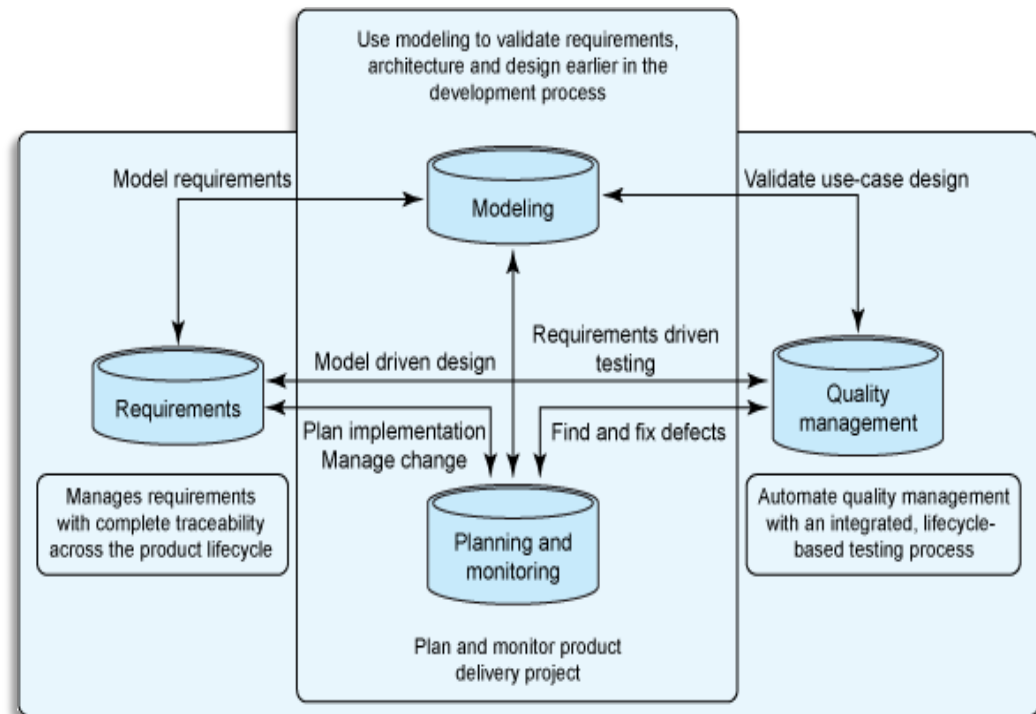 Use modeling to validate requirements,
architecture and design earlier in the
development process
Model requirements
Validate use-case design
Modeling
Model driven design
Requirements driven
testing
Requirements
Quality
management
Plan implementation
Manage change
Find and fix defects
Manages requirements
with complete traceability
across the product lifecycle
Planning and
monitoring
Automate quality management
with an integrated, lifecycle-
based testing process
Plan and monitor product
delivery project